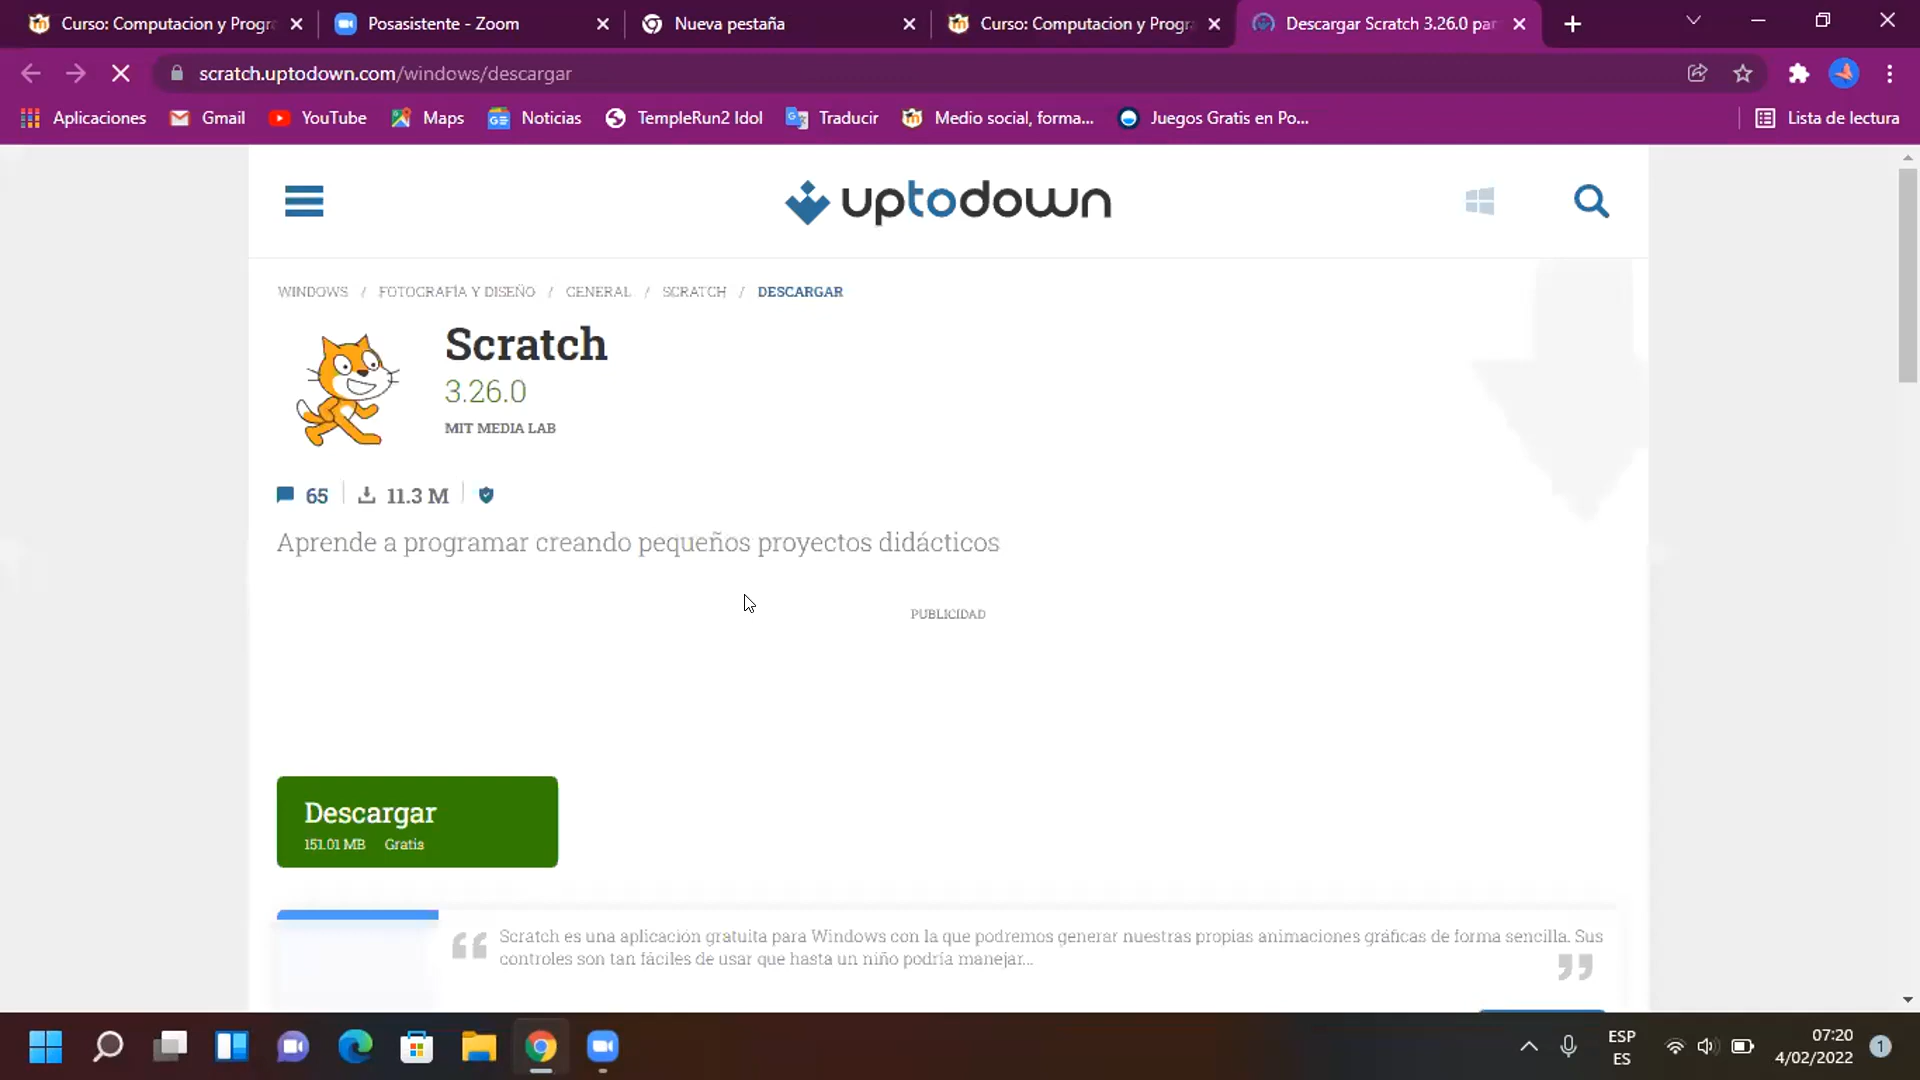 Curso: Computacion y Progr
Posasistente - Zoom
Nueva pestaña
Curso: Computacion y Progr
Descargar Scratch 3.26.0 par
scratch.uptodown.com/windows/descargar
Aplicaciones
Gmail
YouTube
Maps
Noticias
TempleRun2 Idol
Traducir
Medio social, forma...
Juegos Gratis en Po...
Lista de lectura
uptodown
WINDOWS / FOTOGRAFÍA Y DISEÑO / GENERAL / SCRATCH / DESCARGAR
Scratch
3.26.0
MIT MEDIA LAB
65
11.3 M
Aprende a programar creando pequeños proyectos didácticos
PUBLICIDAD
Descargar
151.01 MB Gratis
Scratch es una aplicación gratuita para Windows con la que podremos generar nuestras propias animaciones gráficas de forma sencilla. Sus
controles son tan fáciles de usar que hasta un niño podría manejar...
ESP
ES
07:20
4/02/2022
1